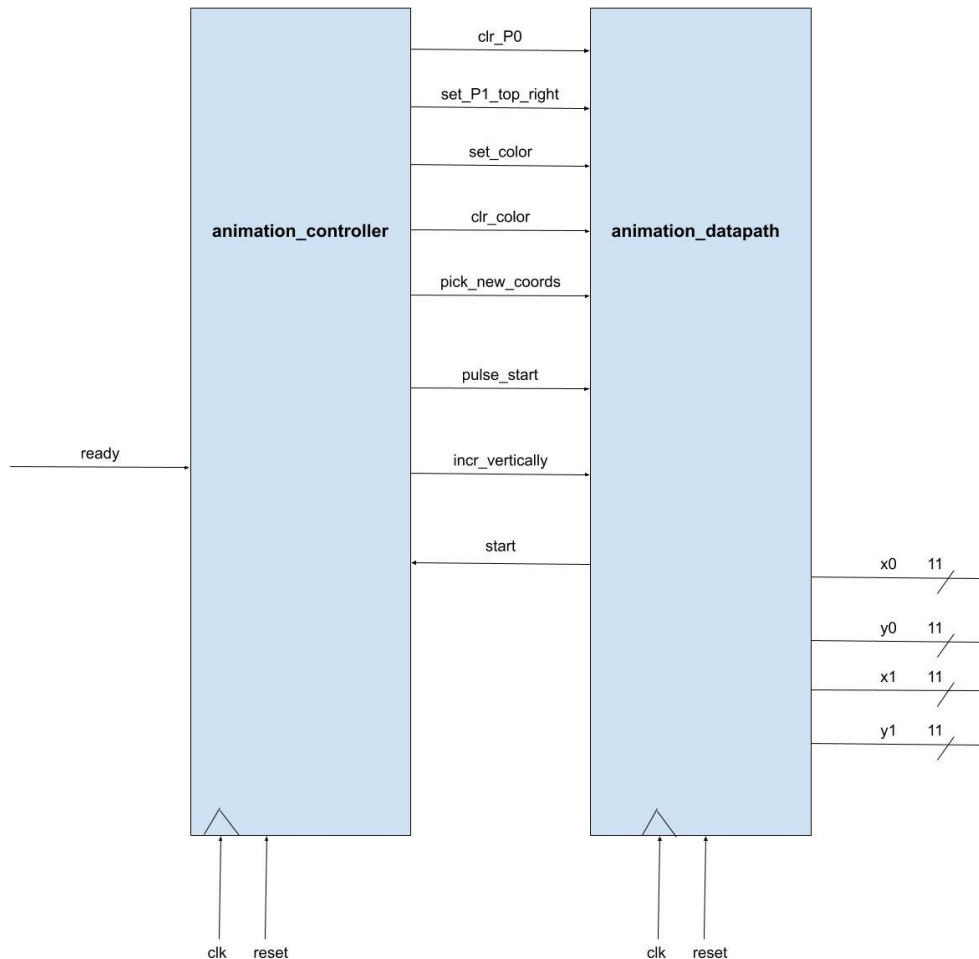 clr_P0
set_P1_top_right
set_color
animation_controller
clr_color
animation_datapath
pick_new_coords
pulse_start
ready
incr_vertically
start
x0 11
y0 11
x1 11
y1 11
clk reset
clk reset